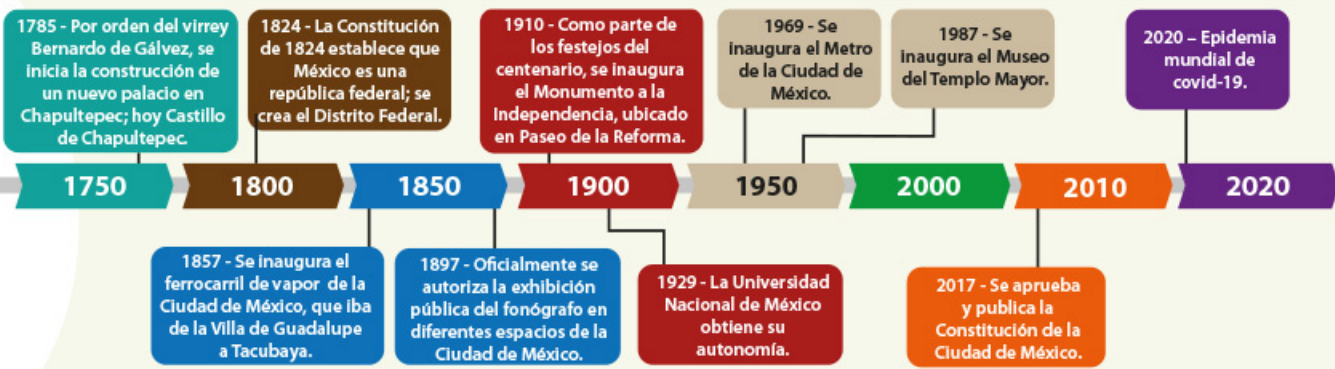 1785 - Por orden del virrey
Bernardo de Gálvez, se
inicia la construcción de
un nuevo palacio en
Chapultepec; hoy Castillo
de Chapultepec.
1824 - La Constitución
de 1824 establece que
México es una
república federal; se
crea el Distrito Federal.
1910 - Como parte de
los festejos del
centenario, se inaugura
el Monumento a la
Independencia, ubicado
en Paseo de la Reforma.
1969 - Se
inaugura el Metro
de la Ciudad de
México.
1987 - Se
inaugura el Museo
del Templo Mayor.
2020 – Epidemia
mundial de
covid-19.
1750
1800
1850
1900
1950
2000
2010
2020
1857 - Se inaugura el
ferrocarril de vapor de la
Ciudad de México, que iba
de la Villa de Guadalupe
a Tacubaya.
1897 - Oficialmente se
autoriza la exhibición
pública del fonógrafo en
diferentes espacios de la
Ciudad de México.
1929 - La Universidad
Nacional de México
obtiene su
autonomía.
2017 - Se aprueba
y publica la
Constitución de la
Ciudad de México.